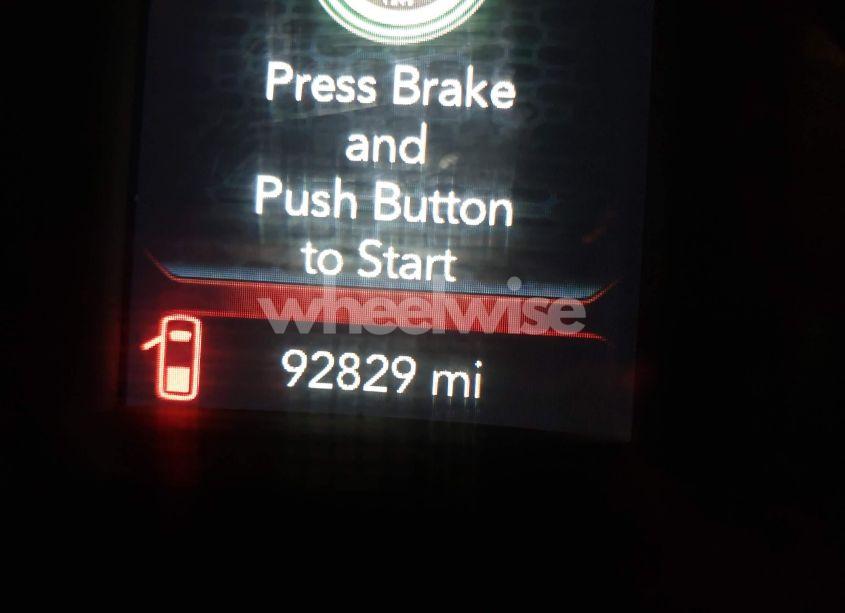 Press Brake
and
Push Button
to Start
wheelwise
92829 mi